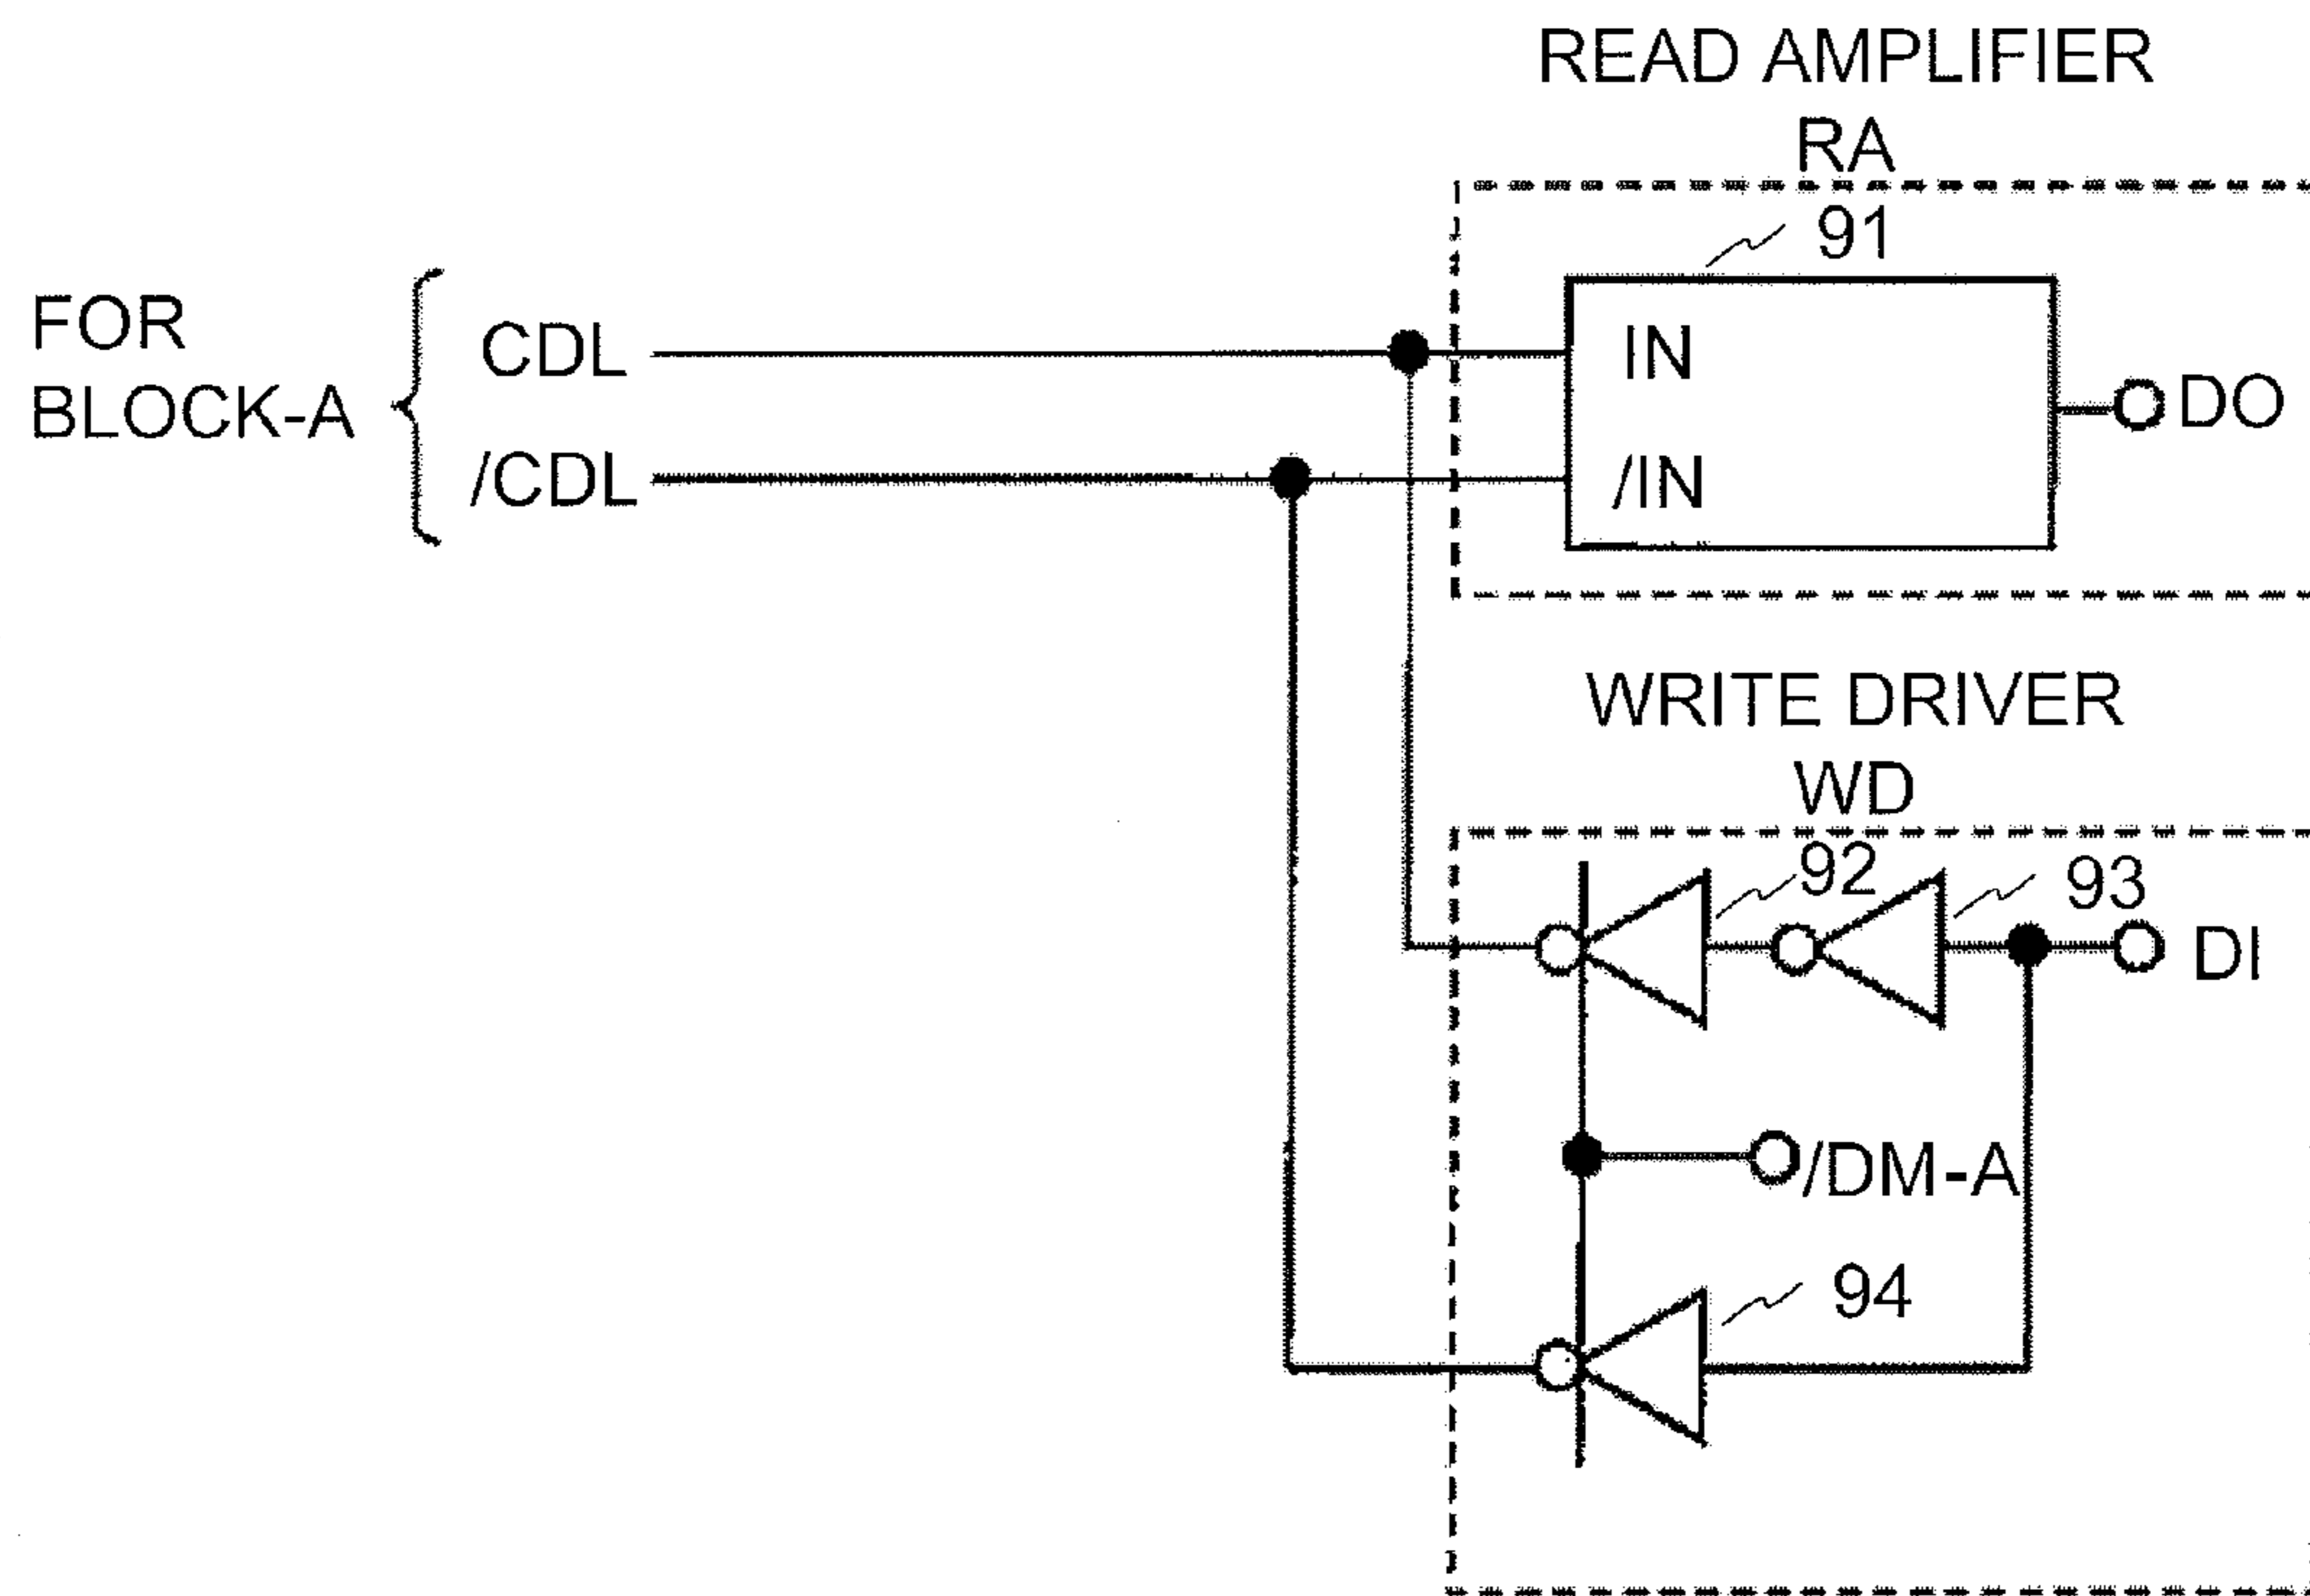 READ AMPLIFIER
RA
91
FOR
BLOCK-A
CDL
/CDL
IN
/IN
DO
WRITE DRIVER
WD
92
93
DI
/DM-A
94